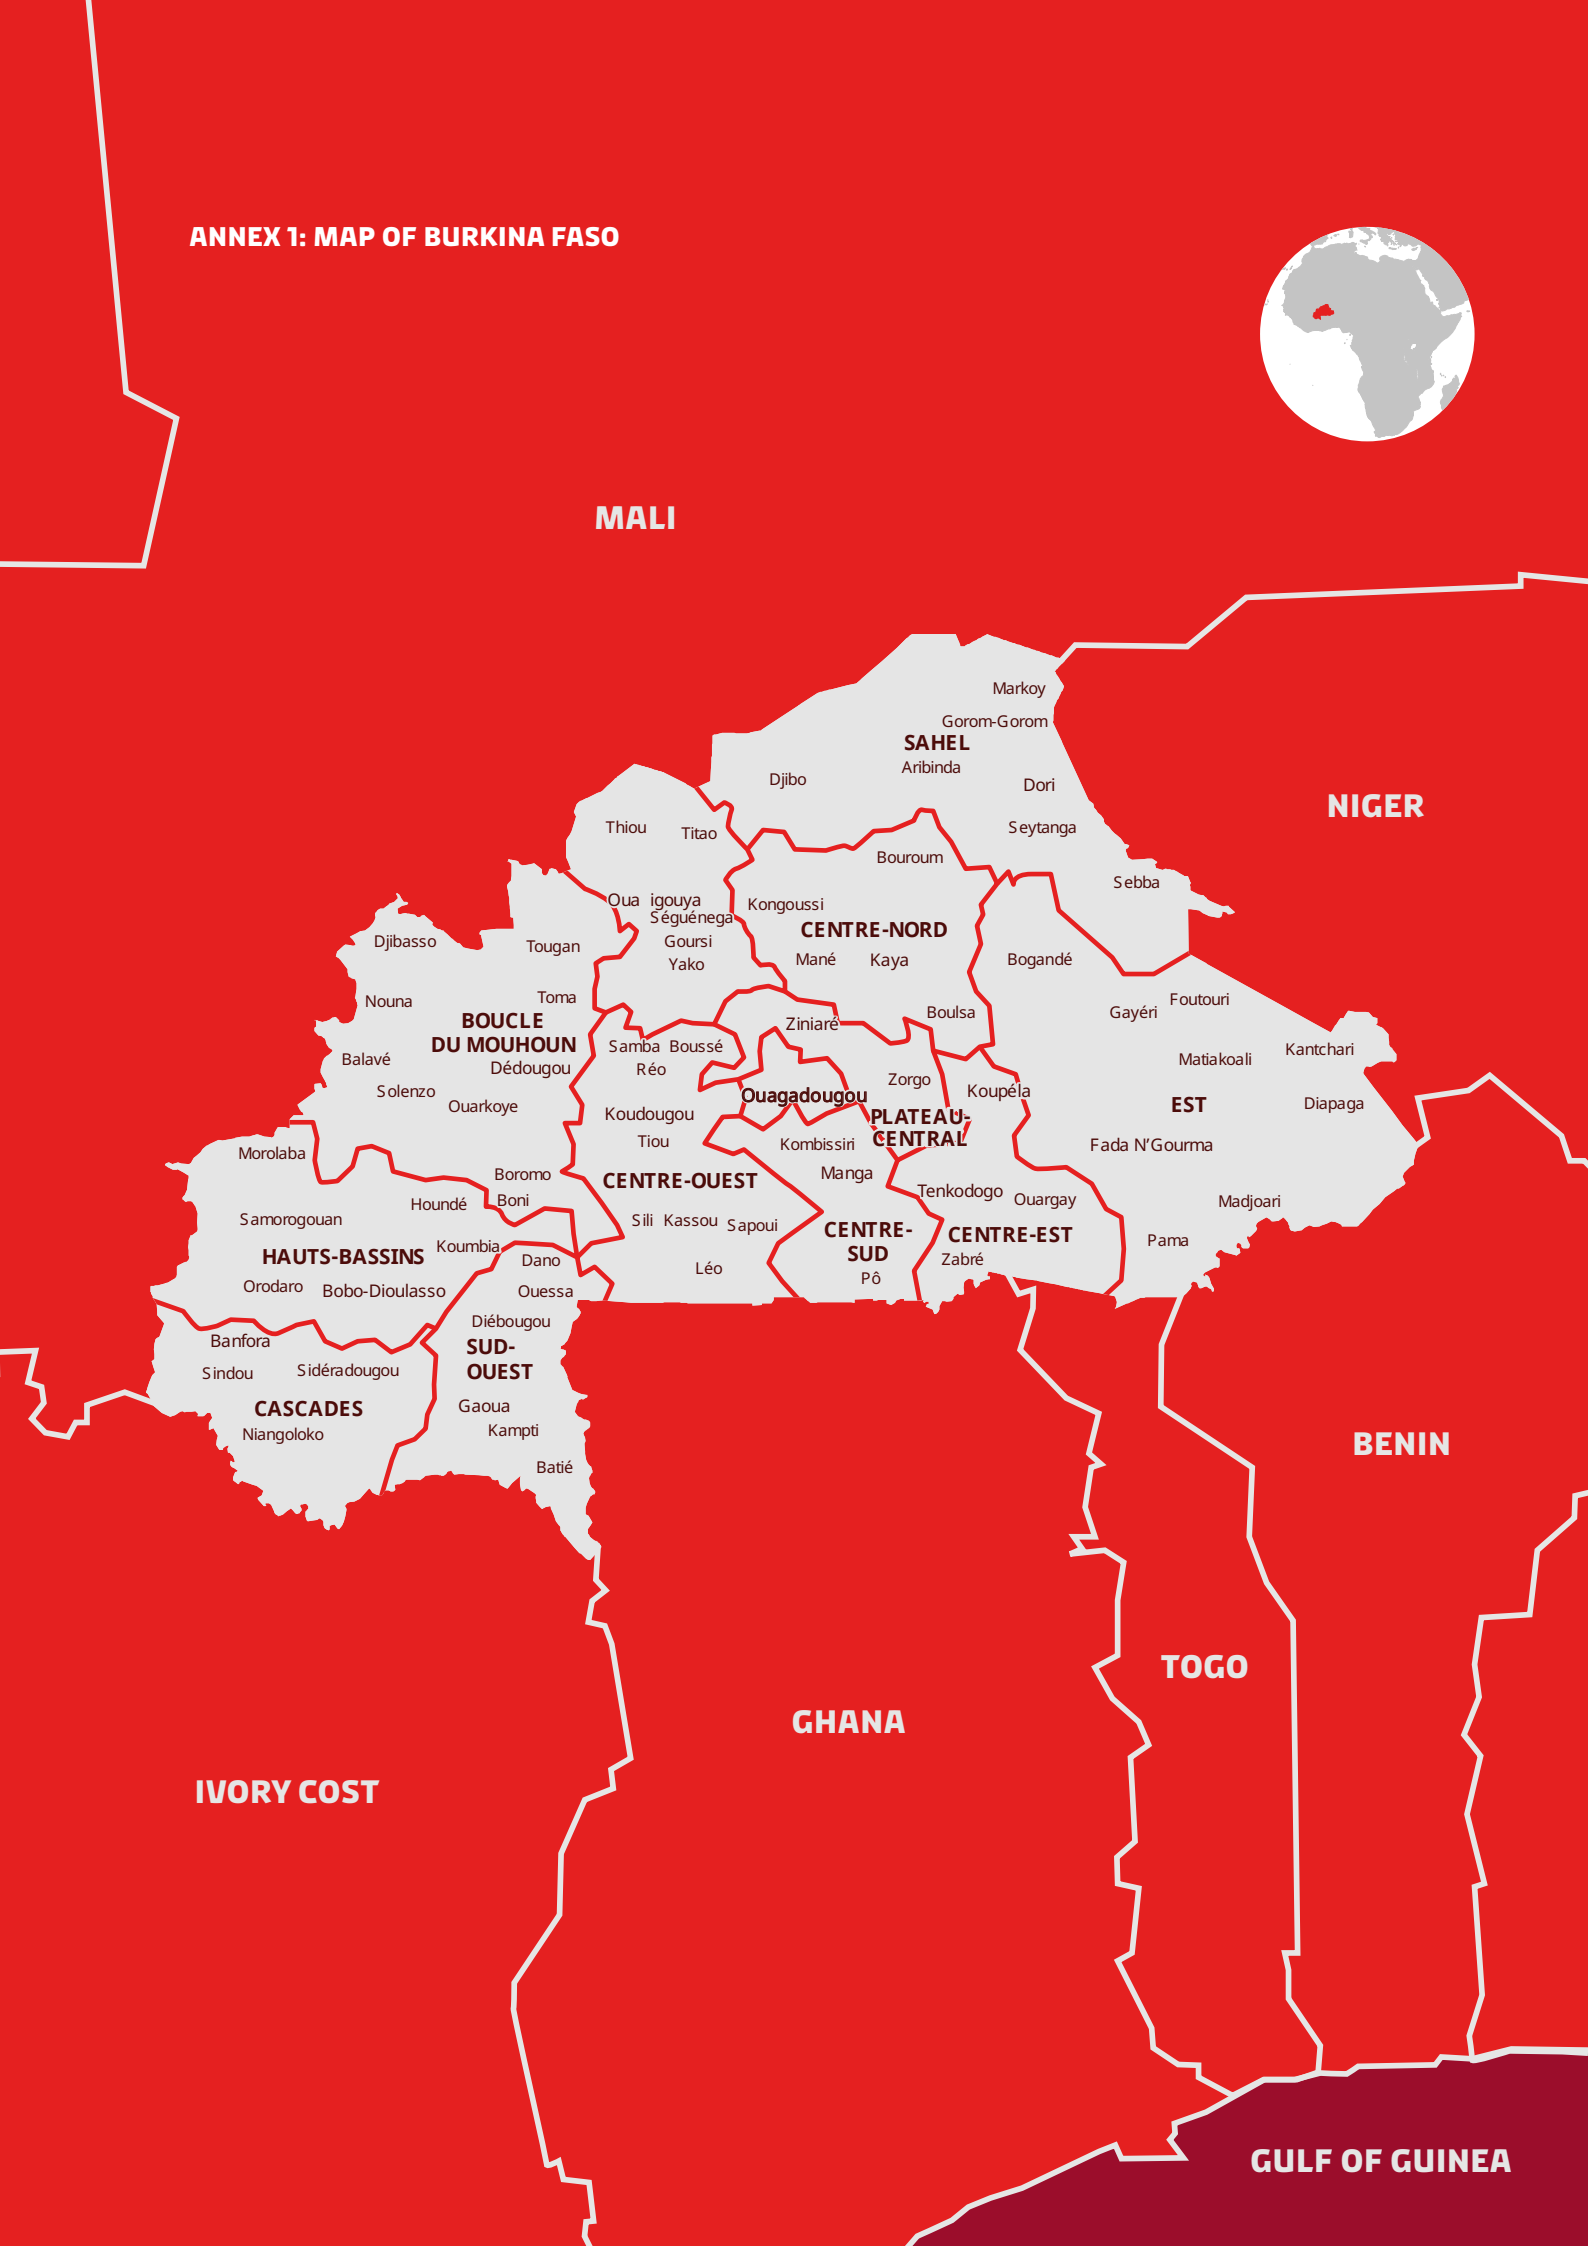 ANNEX 1: MAP OF BURKINA FASO
MALI
Markoy
Gorom-Gorom
SAHEL
Aribinda
Djibo
Dori
NIGER
Thiou
Titao
Seytanga
Bouroum
Sebba
Oua igouya
Séguénega
Kongoussi
CENTRE-NORD
Djibasso
Tougan
Goursi
Yako
Mané
Kaya
Bogandé
Nouna
Toma
Foutouri
Gayéri
BOUCLE
DU MOUHOUN
Ziniaré
Boulsa
Samba
Boussé
Kantchari
Balavé
Dédougou
Réo
Matiakoali
Solenzo
Ouarkoye
Ouagadougou
Zorgo
Koupéla
EST
Diapaga
Koudougou
PLATEAU-
CENTRAL
Tiou
Kombissiri
Fada N’Gourma
Morolaba
Boromo
Manga
CENTRE-OUEST
Houndé
Boni
Tenkodogo
Ouargay
Madjoari
Samorogouan
Sili
Kassou
Sapoui
CENTRE-
SUD
CENTRE-EST
Pama
HAUTS-BASSINS
Koumbia
Dano
Léo
Zabré
Pô
Orodaro
Bobo-Dioulasso
Ouessa
Diébougou
Banfora
SUD-
OUEST
Sindou
Sidéradougou
CASCADES
Gaoua
Niangoloko
Kampti
Batié
BENIN
TOGO
GHANA
IVORY COST
GULF OF GUINEA